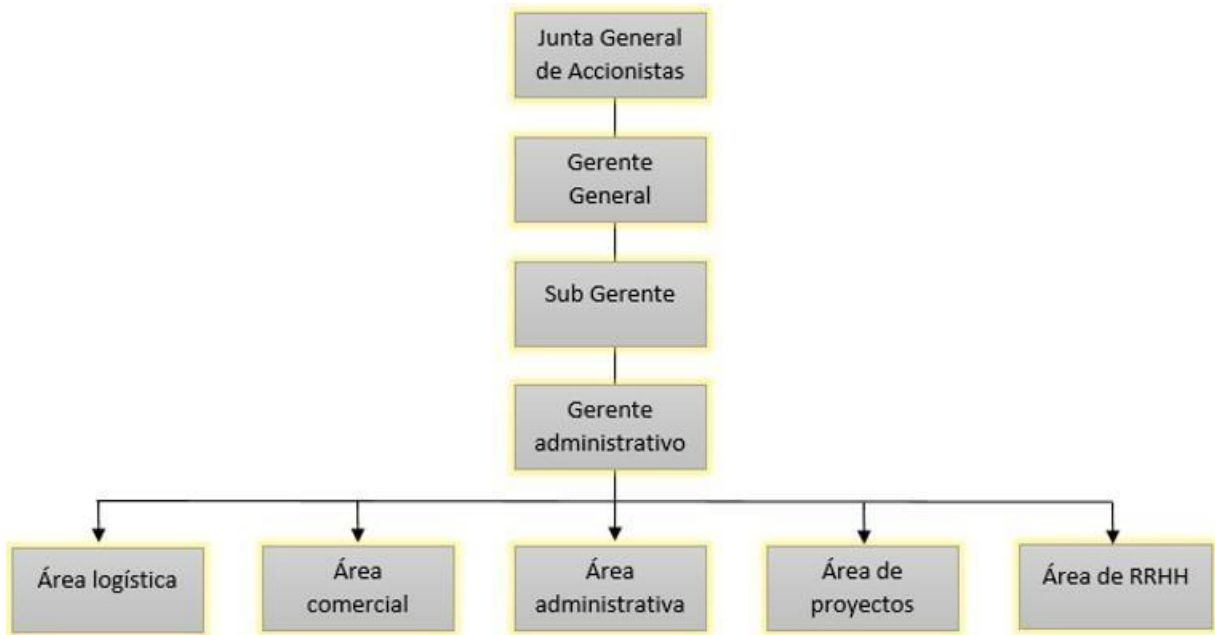 Junta General
de Accionistas
Gerente
General
Sub Gerente
Gerente
administrativo
Área logística
Área
comercial
Área
administrativa
Área de
proyectos
Área de RRHH